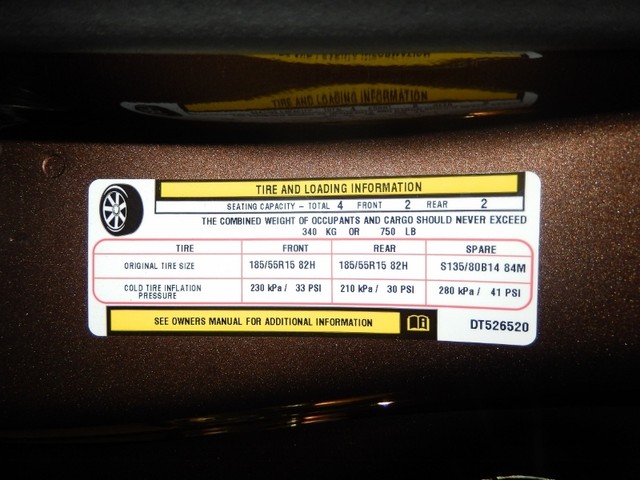 TIRE AND LOADING INFORMATION
TIRE AND LOADING INFORMATION
SEATING CAPACITY – TOTAL 4 FRONT 2 REAR 2
THE COMBINED WEIGHT OF OCCUPANTS AND CARGO SHOULD NEVER EXCEED
340 KG OR 750 LB
TIRE FRONT REAR SPARE
ORIGINAL TIRE SIZE 185/55R15 82H 185/55R15 82H S135/80B14 84M
COLD TIRE INFLATION PRESSURE 230 kPa / 33 PSI 210 kPa / 30 PSI 280 kPa / 41 PSI
SEE OWNERS MANUAL FOR ADDITIONAL INFORMATION
DT526520